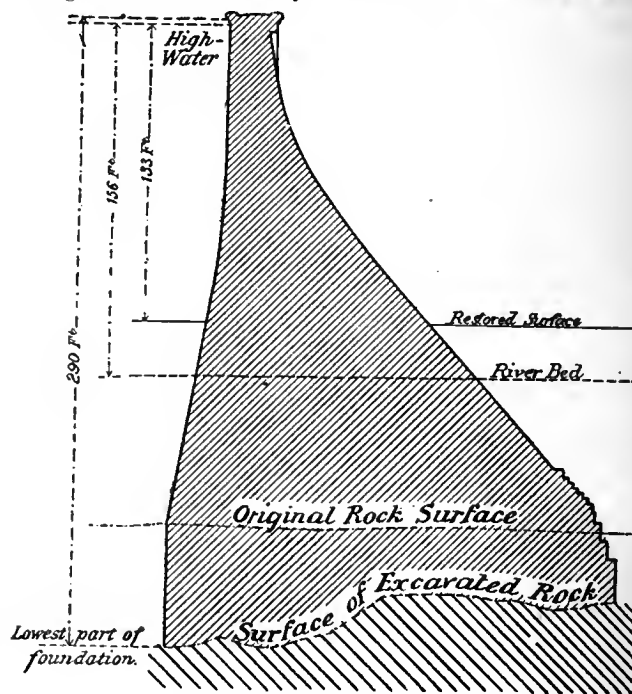 High-
Water
133 Ft
156 Ft
290 Ft
Restored Surface
River Bed
Original Rock Surface
Surface of Excavated Rock
Lowest part of
foundation.